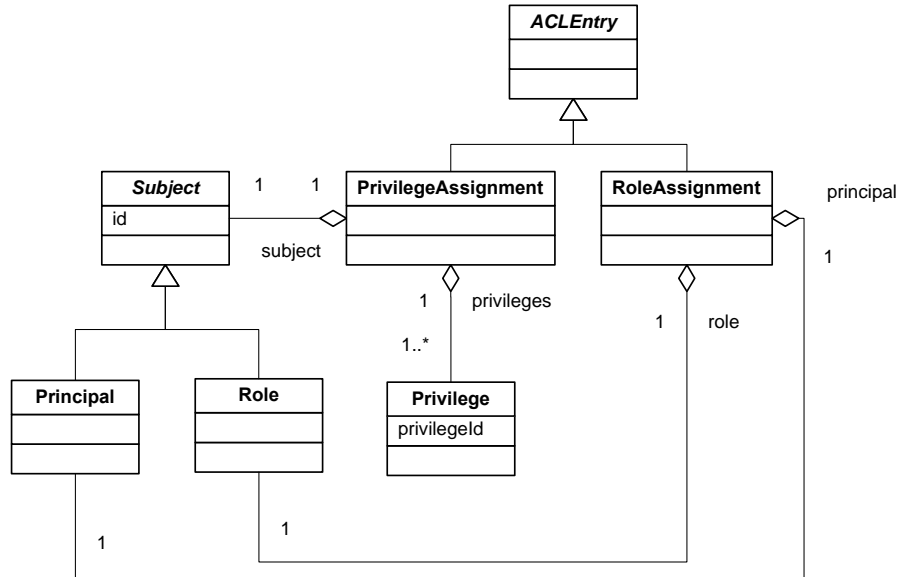 ACLEntry
Subject
id
1
1
subject
PrivilegeAssignment
RoleAssignment
principal
1
1
privileges
1..*
1
role
Principal
Role
Privilege
privilegeId
1
1